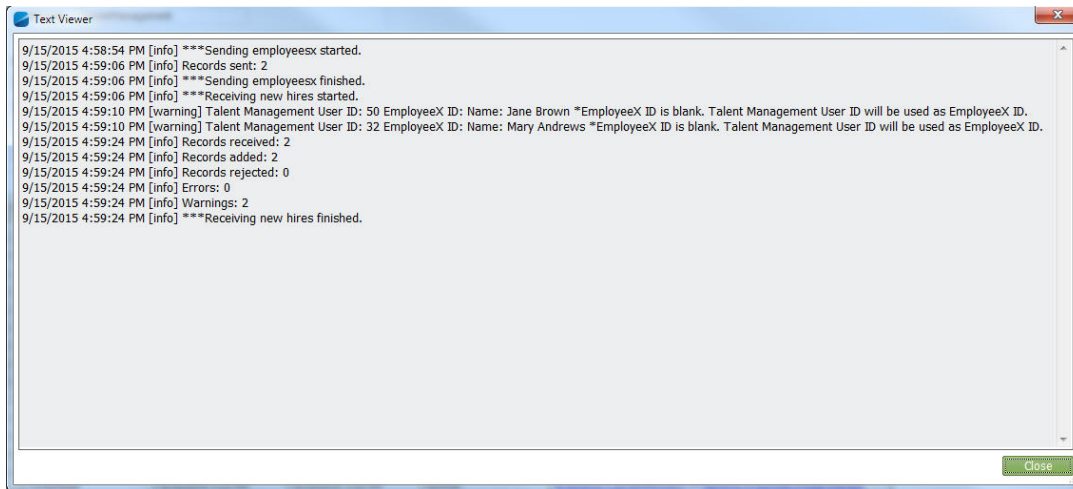 Text Viewer
9/15/2015 4:58:54 PM [info] ***Sending employeesx started.
9/15/2015 4:59:06 PM [info] Records sent: 2
9/15/2015 4:59:06 PM [info] ***Sending employeesx finished.
9/15/2015 4:59:06 PM [info] ***Receiving new hires started.
9/15/2015 4:59:10 PM [warning] Talent Management User ID: 50 EmployeeX ID: Name: Jane Brown *EmployeeX ID is blank. Talent Management User ID will be used as EmployeeX ID.
9/15/2015 4:59:10 PM [warning] Talent Management User ID: 32 EmployeeX ID: Name: Mary Andrews *EmployeeX ID is blank. Talent Management User ID will be used as EmployeeX ID.
9/15/2015 4:59:24 PM [info] Records received: 2
9/15/2015 4:59:24 PM [info] Records added: 2
9/15/2015 4:59:24 PM [info] Records rejected: 0
9/15/2015 4:59:24 PM [info] Errors: 0
9/15/2015 4:59:24 PM [info] Warnings: 2
9/15/2015 4:59:24 PM [info] ***Receiving new hires finished.
Close